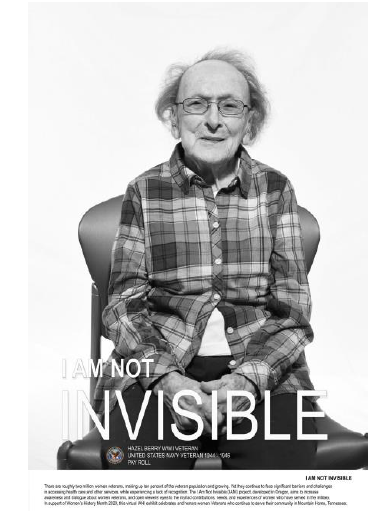 I AM NOT
INVISIBLE
HAZEL BERRY WWII VETERAN
UNITED STATES NAVY VETERAN 1944 - 1946
PAY ROLL
I AM NOT INVISIBLE
There are roughly two million women veterans, making up ten percent of the veteran population and growing. Yet they continue to face significant barriers and challenges
in accessing health care and other services, while experiencing a lack of recognition. The I Am Not Invisible (IANI) project, developed in Oregon, aims to increase
awareness and dialogue about women veterans, and open viewers' eyes to the myriad contributions, needs, and experiences of women who have served in the military.
In support of Women's History Month 2021, this virtual IANI exhibit celebrates and honors women Veterans who continue to serve their community in Mountain Home, Tennessee.